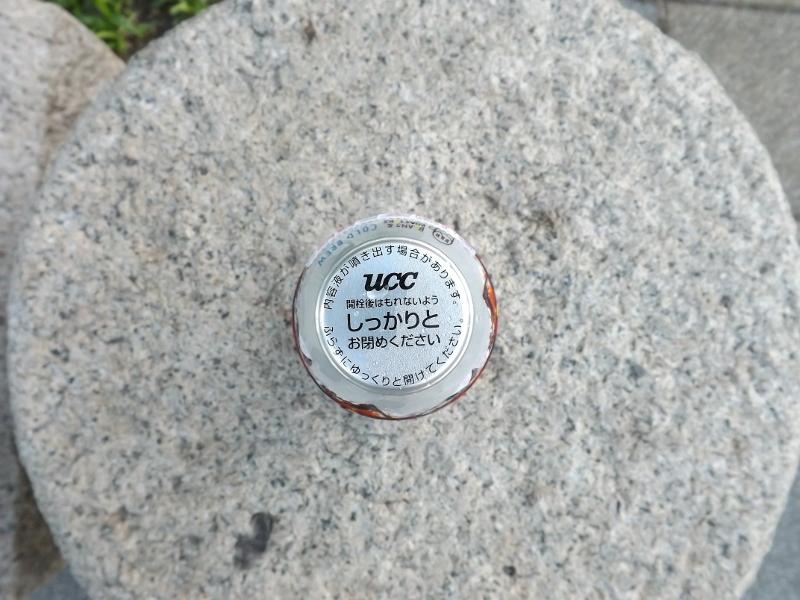 内容液が噴き出す場合があります。
ucc
開栓後はもれないよう
しっかりと
お閉めください
ふらずにゆっくりと開けてください。
COLD BREW